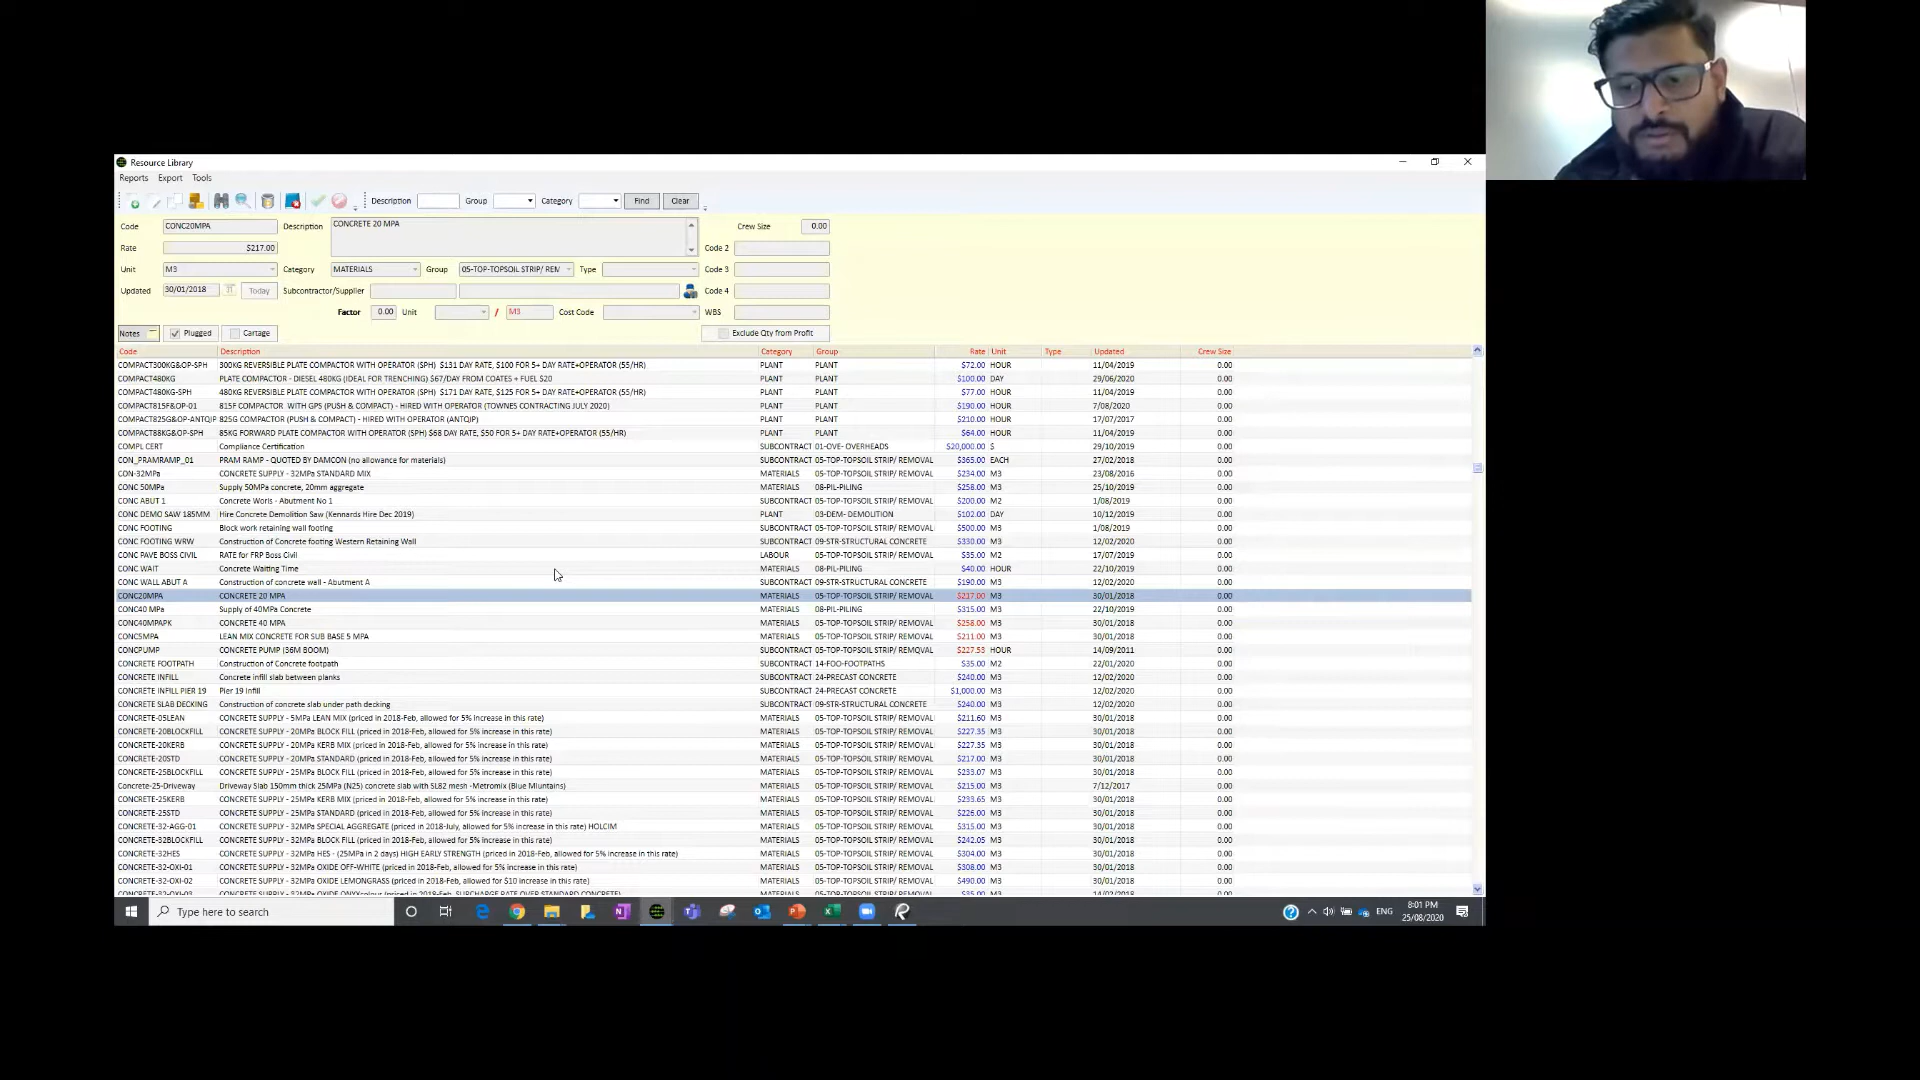 Resource Library
Reports Export Tools
Description Group Category Find Clear
Code CONC20MPA Description CONCRETE 20 MPA Crew Size 0.00
Rate $217.00 Code 2
Unit M3 Category MATERIALS Group 05-TOP-TOPSOIL STRIP/ REM Type Code 3
Updated 30/01/2018 Today Subcontractor/Supplier Code 4
Factor 0.00 Unit / M3 Cost Code WBS
Notes Plugged Cartage Exclude Qty from Profit
Code Description Category Group Rate Unit Type Updated Crew Size
COMPACT300KG&OP-SPH 300KG REVERSIBLE PLATE COMPACTOR WITH OPERATOR (SPH) $131 DAY RATE, $100 FOR 5+ DAY RATE+OPERATOR (55/HR) PLANT PLANT $72.00 HOUR 11/04/2019 0.00
COMPACT480KG PLATE COMPACTOR - DIESEL 480KG (IDEAL FOR TRENCHING) $67/DAY FROM COATES + FUEL $20 PLANT PLANT $100.00 DAY 29/06/2020 0.00
COMPACT480KG-SPH 480KG REVERSIBLE PLATE COMPACTOR WITH OPERATOR (SPH) $171 DAY RATE, $125 FOR 5+ DAY RATE+OPERATOR (55/HR) PLANT PLANT $77.00 HOUR 11/04/2019 0.00
COMPACT815F&OP-01 815F COMPACTOR WITH GPS (PUSH & COMPACT) - HIRED WITH OPERATOR (TOWNES CONTRACTING JULY 2020) PLANT PLANT $190.00 HOUR 7/08/2020 0.00
COMPACT825G&OP-ANTQIP 825G COMPACTOR (PUSH & COMPACT) - HIRED WITH OPERATOR (ANTQIP) PLANT PLANT $210.00 HOUR 17/07/2017 0.00
COMPACT88KG&OP-SPH 85KG FORWARD PLATE COMPACTOR WITH OPERATOR (SPH) $68 DAY RATE, $50 FOR 5+ DAY RATE+OPERATOR (55/HR) PLANT PLANT $64.00 HOUR 11/04/2019 0.00
COMPL CERT Compliance Certification SUBCONTRACT 01-OVE- OVERHEADS $20,000.00 $ 29/10/2019 0.00
CON_PRAMRAMP_01 PRAM RAMP - QUOTED BY DAMCON (no allowance for materials) SUBCONTRACT 05-TOP-TOPSOIL STRIP/ REMOVAL $365.00 EACH 27/02/2018 0.00
CON-32MPa CONCRETE SUPPLY - 32MPa STANDARD MIX MATERIALS 05-TOP-TOPSOIL STRIP/ REMOVAL $234.00 M3 23/08/2016 0.00
CONC 50MPa Supply 50MPa concrete, 20mm aggregate MATERIALS 08-PIL-PILING $258.00 M3 25/10/2019 0.00
CONC ABUT 1 Concrete Woris - Abutment No 1 SUBCONTRACT 05-TOP-TOPSOIL STRIP/ REMOVAL $200.00 M2 1/08/2019 0.00
CONC DEMO SAW 185MM Hire Concrete Demolition Saw (Kennards Hire Dec 2019) PLANT 03-DEM- DEMOLITION $102.00 DAY 10/12/2019 0.00
CONC FOOTING Block work retaining wall footing SUBCONTRACT 05-TOP-TOPSOIL STRIP/ REMOVAL $500.00 M3 1/08/2019 0.00
CONC FOOTING WRW Construction of Concrete footing Western Retaining Wall SUBCONTRACT 09-STR-STRUCTURAL CONCRETE $330.00 M3 12/02/2020 0.00
CONC PAVE BOSS CIVIL RATE for FRP Boss Civil LABOUR 05-TOP-TOPSOIL STRIP/ REMOVAL $35.00 M2 17/07/2019 0.00
CONC WAIT Concrete Waiting Time MATERIALS 08-PIL-PILING $40.00 HOUR 22/10/2019 0.00
CONC WALL ABUT A Construction of concrete wall - Abutment A SUBCONTRACT 09-STR-STRUCTURAL CONCRETE $190.00 M3 12/02/2020 0.00
CONC20MPA CONCRETE 20 MPA MATERIALS 05-TOP-TOPSOIL STRIP/ REMOVAL $217.00 M3 30/01/2018 0.00
CONC40 MPa Supply of 40MPa Concrete MATERIALS 08-PIL-PILING $315.00 M3 22/10/2019 0.00
CONC40MPAPK CONCRETE 40 MPA MATERIALS 05-TOP-TOPSOIL STRIP/ REMOVAL $258.00 M3 30/01/2018 0.00
CONC5MPA LEAN MIX CONCRETE FOR SUB BASE 5 MPA MATERIALS 05-TOP-TOPSOIL STRIP/ REMOVAL $211.00 M3 30/01/2018 0.00
CONCPUMP CONCRETE PUMP (36M BOOM) SUBCONTRACT 05-TOP-TOPSOIL STRIP/ REMOVAL $227.53 HOUR 14/09/2011 0.00
CONCRETE FOOTPATH Construction of Concrete footpath SUBCONTRACT 14-FOO-FOOTPATHS $35.00 M2 22/01/2020 0.00
CONCRETE INFILL Concrete infill slab between planks SUBCONTRACT 24-PRECAST CONCRETE $240.00 M3 12/02/2020 0.00
CONCRETE INFILL PIER 19 Pier 19 Infill SUBCONTRACT 24-PRECAST CONCRETE $1,000.00 M3 12/02/2020 0.00
CONCRETE SLAB DECKING Construction of concrete slab under path decking SUBCONTRACT 09-STR-STRUCTURAL CONCRETE $240.00 M3 12/02/2020 0.00
CONCRETE-05LEAN CONCRETE SUPPLY - 5MPa LEAN MIX (priced in 2018-Feb, allowed for 5% increase in this rate) MATERIALS 05-TOP-TOPSOIL STRIP/ REMOVAL $211.60 M3 30/01/2018 0.00
CONCRETE-20BLOCKFILL CONCRETE SUPPLY - 20MPa BLOCK FILL (priced in 2018-Feb, allowed for 5% increase in this rate) MATERIALS 05-TOP-TOPSOIL STRIP/ REMOVAL $227.35 M3 30/01/2018 0.00
CONCRETE-20KERB CONCRETE SUPPLY - 20MPa KERB MIX (priced in 2018-Feb, allowed for 5% increase in this rate) MATERIALS 05-TOP-TOPSOIL STRIP/ REMOVAL $227.35 M3 30/01/2018 0.00
CONCRETE-20STD CONCRETE SUPPLY - 20MPa STANDARD (priced in 2018-Feb, allowed for 5% increase in this rate) MATERIALS 05-TOP-TOPSOIL STRIP/ REMOVAL $217.00 M3 30/01/2018 0.00
CONCRETE-25BLOCKFILL CONCRETE SUPPLY - 25MPa BLOCK FILL (priced in 2018-Feb, allowed for 5% increase in this rate) MATERIALS 05-TOP-TOPSOIL STRIP/ REMOVAL $233.07 M3 30/01/2018 0.00
Concrete-25-Driveway Driveway Slab 150mm thick 25MPa (N25) concrete slab with SL82 mesh -Metromix (Blue Miuntains) MATERIALS 05-TOP-TOPSOIL STRIP/ REMOVAL $215.00 M3 7/12/2017 0.00
CONCRETE-25KERB CONCRETE SUPPLY - 25MPa KERB MIX (priced in 2018-Feb, allowed for 5% increase in this rate) MATERIALS 05-TOP-TOPSOIL STRIP/ REMOVAL $233.65 M3 30/01/2018 0.00
CONCRETE-25STD CONCRETE SUPPLY - 25MPa STANDARD (priced in 2018-Feb, allowed for 5% increase in this rate) MATERIALS 05-TOP-TOPSOIL STRIP/ REMOVAL $226.00 M3 30/01/2018 0.00
CONCRETE-32-AGG-01 CONCRETE SUPPLY - 32MPa SPECIAL AGGREGATE (priced in 2018-July, allowed for 5% increase in this rate) HOLCIM MATERIALS 05-TOP-TOPSOIL STRIP/ REMOVAL $315.00 M3 30/01/2018 0.00
CONCRETE-32BLOCKFILL CONCRETE SUPPLY - 32MPa BLOCK FILL (priced in 2018-Feb, allowed for 5% increase in this rate) MATERIALS 05-TOP-TOPSOIL STRIP/ REMOVAL $242.05 M3 30/01/2018 0.00
CONCRETE-32HES CONCRETE SUPPLY - 32MPa HES - (25MPa in 2 days) HIGH EARLY STRENGTH (priced in 2018-Feb, allowed for 5% increase in this rate) MATERIALS 05-TOP-TOPSOIL STRIP/ REMOVAL $304.00 M3 30/01/2018 0.00
CONCRETE-32-OXI-01 CONCRETE SUPPLY - 32MPa OXIDE OFF-WHITE (priced in 2018-Feb, allowed for 5% increase in this rate) MATERIALS 05-TOP-TOPSOIL STRIP/ REMOVAL $308.00 M3 30/01/2018 0.00
CONCRETE-32-OXI-02 CONCRETE SUPPLY - 32MPa OXIDE LEMONGRASS (priced in 2018-Feb, allowed for $10 increase in this rate) MATERIALS 05-TOP-TOPSOIL STRIP/ REMOVAL $490.00 M3 30/01/2018 0.00
Type here to search ENG 8:01 PM
25/08/2020